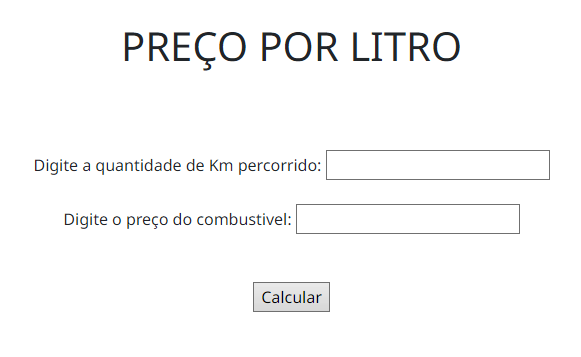 PREÇO POR LITRO
Digite a quantidade de Km percorrido:
Digite o preço do combustivel:
Calcular